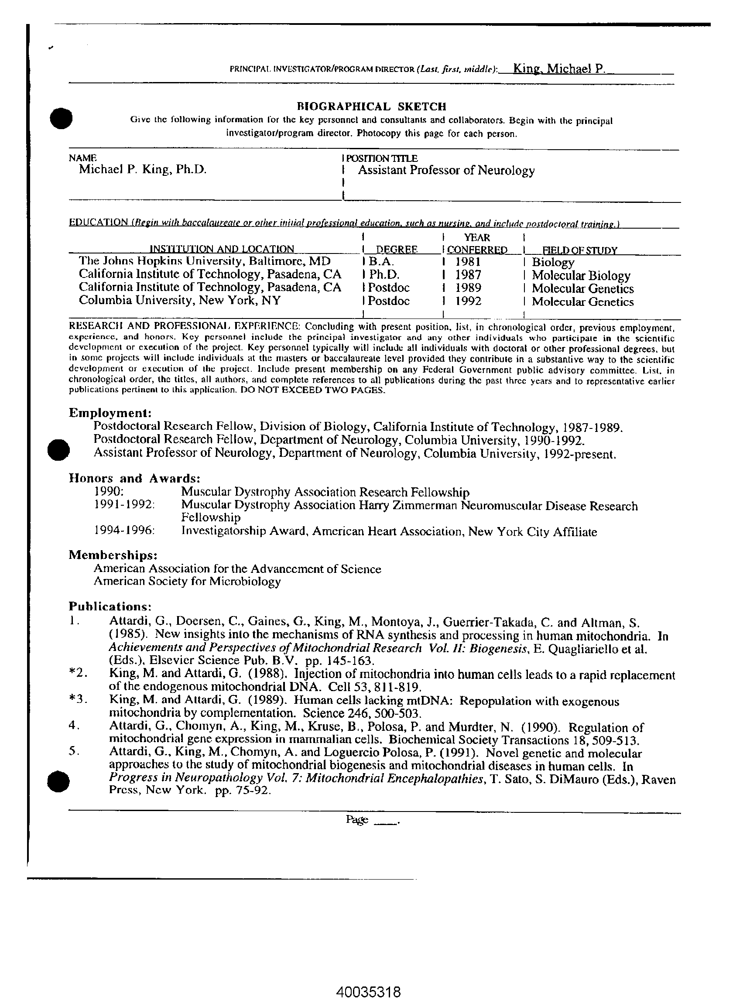 PRINCIPAL INVESTIGATOR/PROGRAM DIRECTOR (Last, first, middle): King, Michael P.
BIOGRAPHICAL SKETCH
Give the following information for the key personnel and consultants and collaborators. Begin with the principal
investigator/program director. Photocopy this page for each person.
NAME POSITION TITLE
Michael P. King, Ph.D. Assistant Professor of Neurology
EDUCATION (Begin with baccalaureate or other initial professional education, such as nursing, and include postdoctoral training.)
YEAR
INSTITUTION AND LOCATION DEGREE CONFERRED FIELD OF STUDY
The Johns Hopkins University, Baltimore, MD B.A. 1981 Biology
California Institute of Technology, Pasadena, CA Ph.D. 1987 Molecular Biology
California Institute of Technology, Pasadena, CA Postdoc 1989 Molecular Genetics
Columbia University, New York, NY Postdoc 1992 Molecular Genetics
RESEARCH AND PROFESSIONAL EXPERIENCE: Concluding with present position, list, in chronological order, previous employment,
experience, and honors. Key personnel include the principal investigator and any other individuals who participate in the scientific
development or execution of the project. Key personnel typically will include all individuals with doctoral or other professional degrees, but
in some projects will include individuals at the masters or baccalaureate level provided they contribute in a substantive way to the scientific
development or execution of the project. Include present membership on any Federal Government public advisory committee. List, in
chronological order, the titles, all authors, and complete references to all publications during the past three years and to representative earlier
publications pertinent to this application. DO NOT EXCEED TWO PAGES.
Employment:
Postdoctoral Research Fellow, Division of Biology, California Institute of Technology, 1987-1989.
Postdoctoral Research Fellow, Department of Neurology, Columbia University, 1990-1992.
Assistant Professor of Neurology, Department of Neurology, Columbia University, 1992-present.
Honors and Awards:
1990: Muscular Dystrophy Association Research Fellowship
1991-1992: Muscular Dystrophy Association Harry Zimmerman Neuromuscular Disease Research
Fellowship
1994-1996: Investigatorship Award, American Heart Association, New York City Affiliate
Memberships:
American Association for the Advancement of Science
American Society for Microbiology
Publications:
1. Attardi, G., Doersen, C., Gaines, G., King, M., Montoya, J., Guerrier-Takada, C. and Altman, S.
(1985). New insights into the mechanisms of RNA synthesis and processing in human mitochondria. In
Achievements and Perspectives of Mitochondrial Research Vol. II: Biogenesis, E. Quagliariello et al.
(Eds.), Elsevier Science Pub. B.V. pp. 145-163.
*2. King, M. and Attardi, G. (1988). Injection of mitochondria into human cells leads to a rapid replacement
of the endogenous mitochondrial DNA. Cell 53, 811-819.
*3. King, M. and Attardi, G. (1989). Human cells lacking mtDNA: Repopulation with exogenous
mitochondria by complementation. Science 246, 500-503.
4. Attardi, G., Chomyn, A., King, M., Kruse, B., Polosa, P. and Murdter, N. (1990). Regulation of
mitochondrial gene expression in mammalian cells. Biochemical Society Transactions 18, 509-513.
5. Attardi, G., King, M., Chomyn, A. and Loguercio Polosa, P. (1991). Novel genetic and molecular
approaches to the study of mitochondrial biogenesis and mitochondrial diseases in human cells. In
Progress in Neuropathology Vol. 7: Mitochondrial Encephalopathies, T. Sato, S. DiMauro (Eds.), Raven
Press, New York. pp. 75-92.
Page ___.
40035318